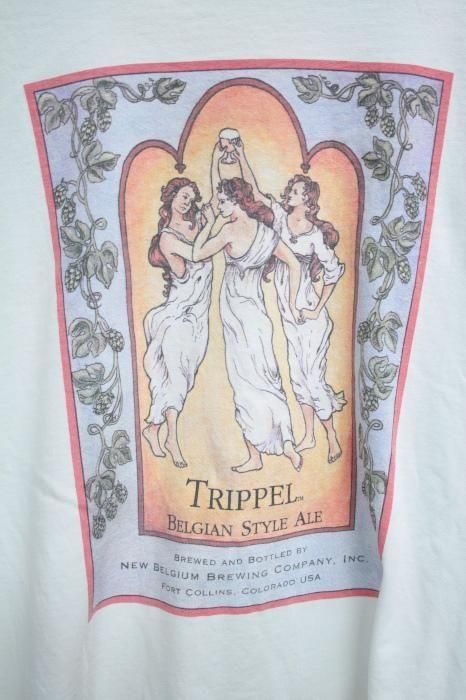 TRIPPEL™
BELGIAN STYLE ALE
BREWED AND BOTTLED BY
NEW BELGIUM BREWING COMPANY, INC.
FORT COLLINS, COLORADO USA